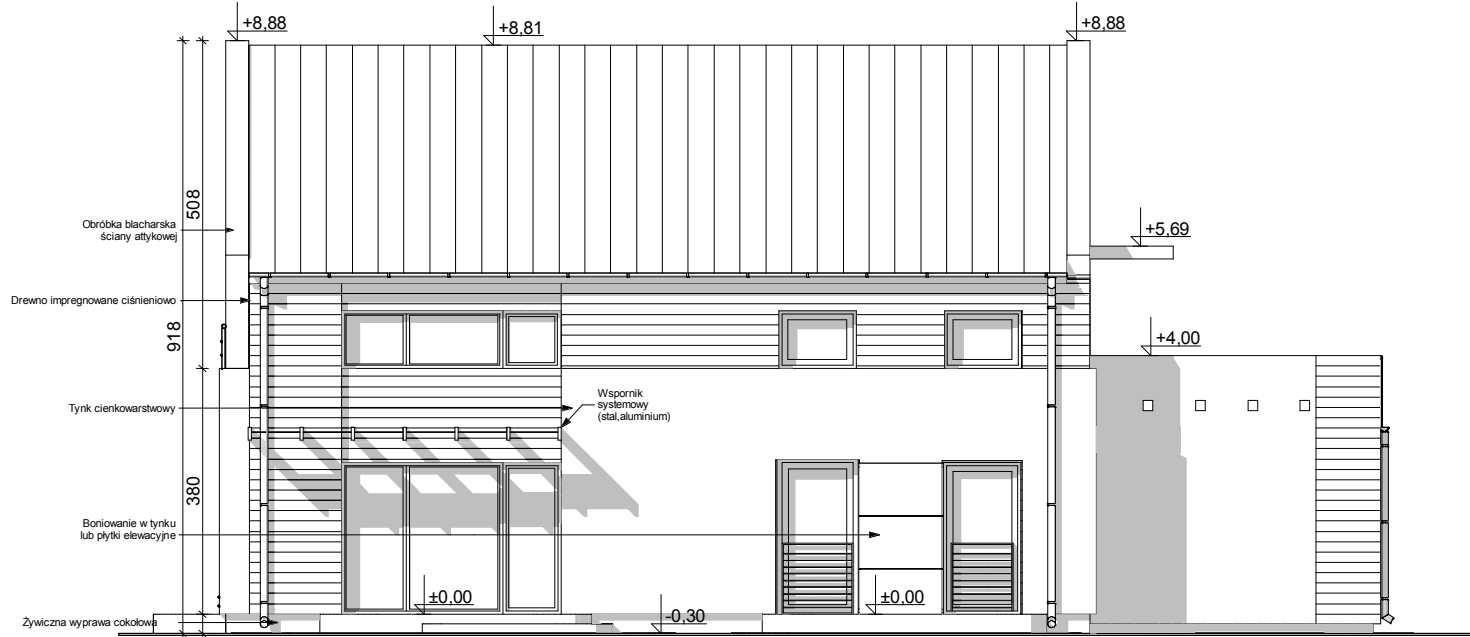 +8,88
+8,81
+8,88
508
Obróbka blacharska
ściany attykowej
+5,69
Drewno impregnowane ciśnieniowo
918
+4,00
Wspornik
systemowy
(stal,aluminium)
Tynk cienkowarstwowy
380
Boniowanie w tynku
lub płytki elewacyjne
±0,00
±0,00
-0,30
Żywiczna wyprawa cokołowa